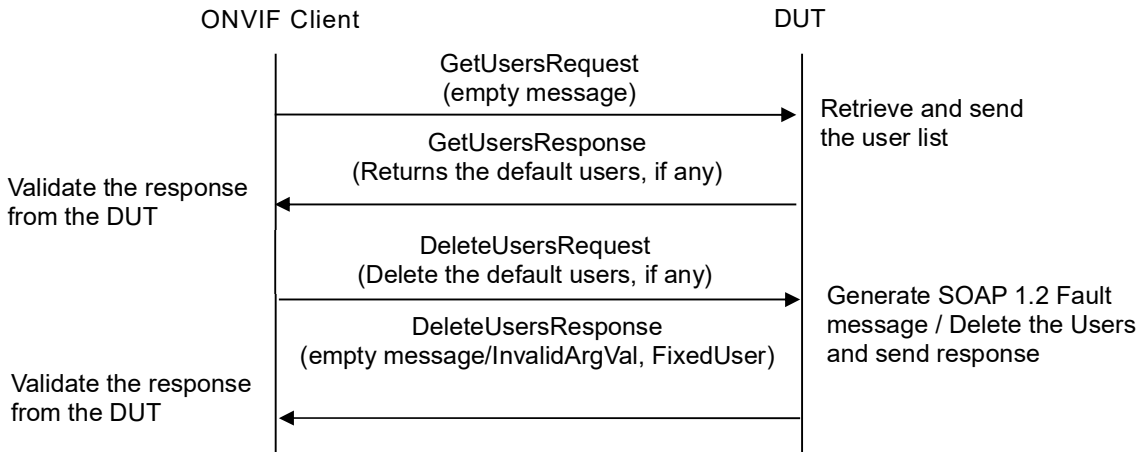 ONVIF Client
DUT
GetUsersRequest
(empty message)
Retrieve and send
the user list
GetUsersResponse
(Returns the default users, if any)
Validate the response
from the DUT
DeleteUsersRequest
(Delete the default users, if any)
Generate SOAP 1.2 Fault
message / Delete the Users
and send response
DeleteUsersResponse
(empty message/InvalidArgVal, FixedUser)
Validate the response
from the DUT